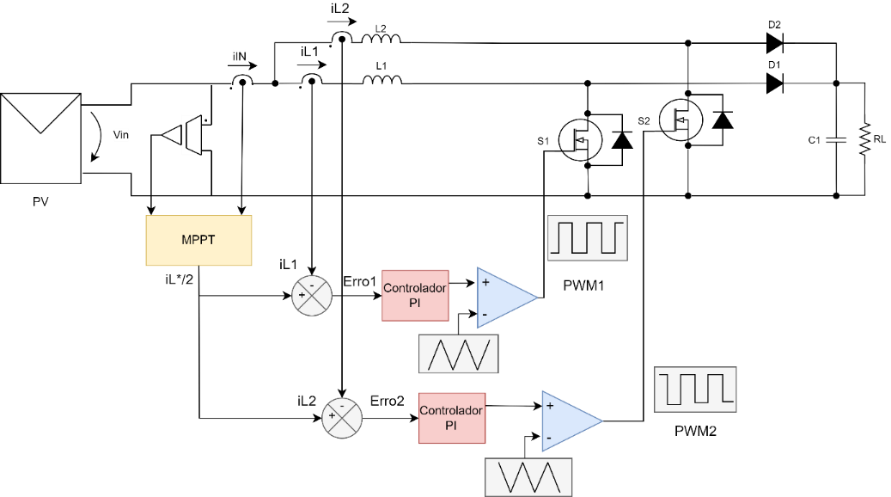 iL2
L2
D2
iIN
iL1
L1
D1
Vin
S1
S2
C1
RL
PV
MPPT
iL*/2
iL1
-
+
Erro1
Controlador
PI
+
-
PWM1
iL2
-
+
Erro2
Controlador
PI
+
-
PWM2